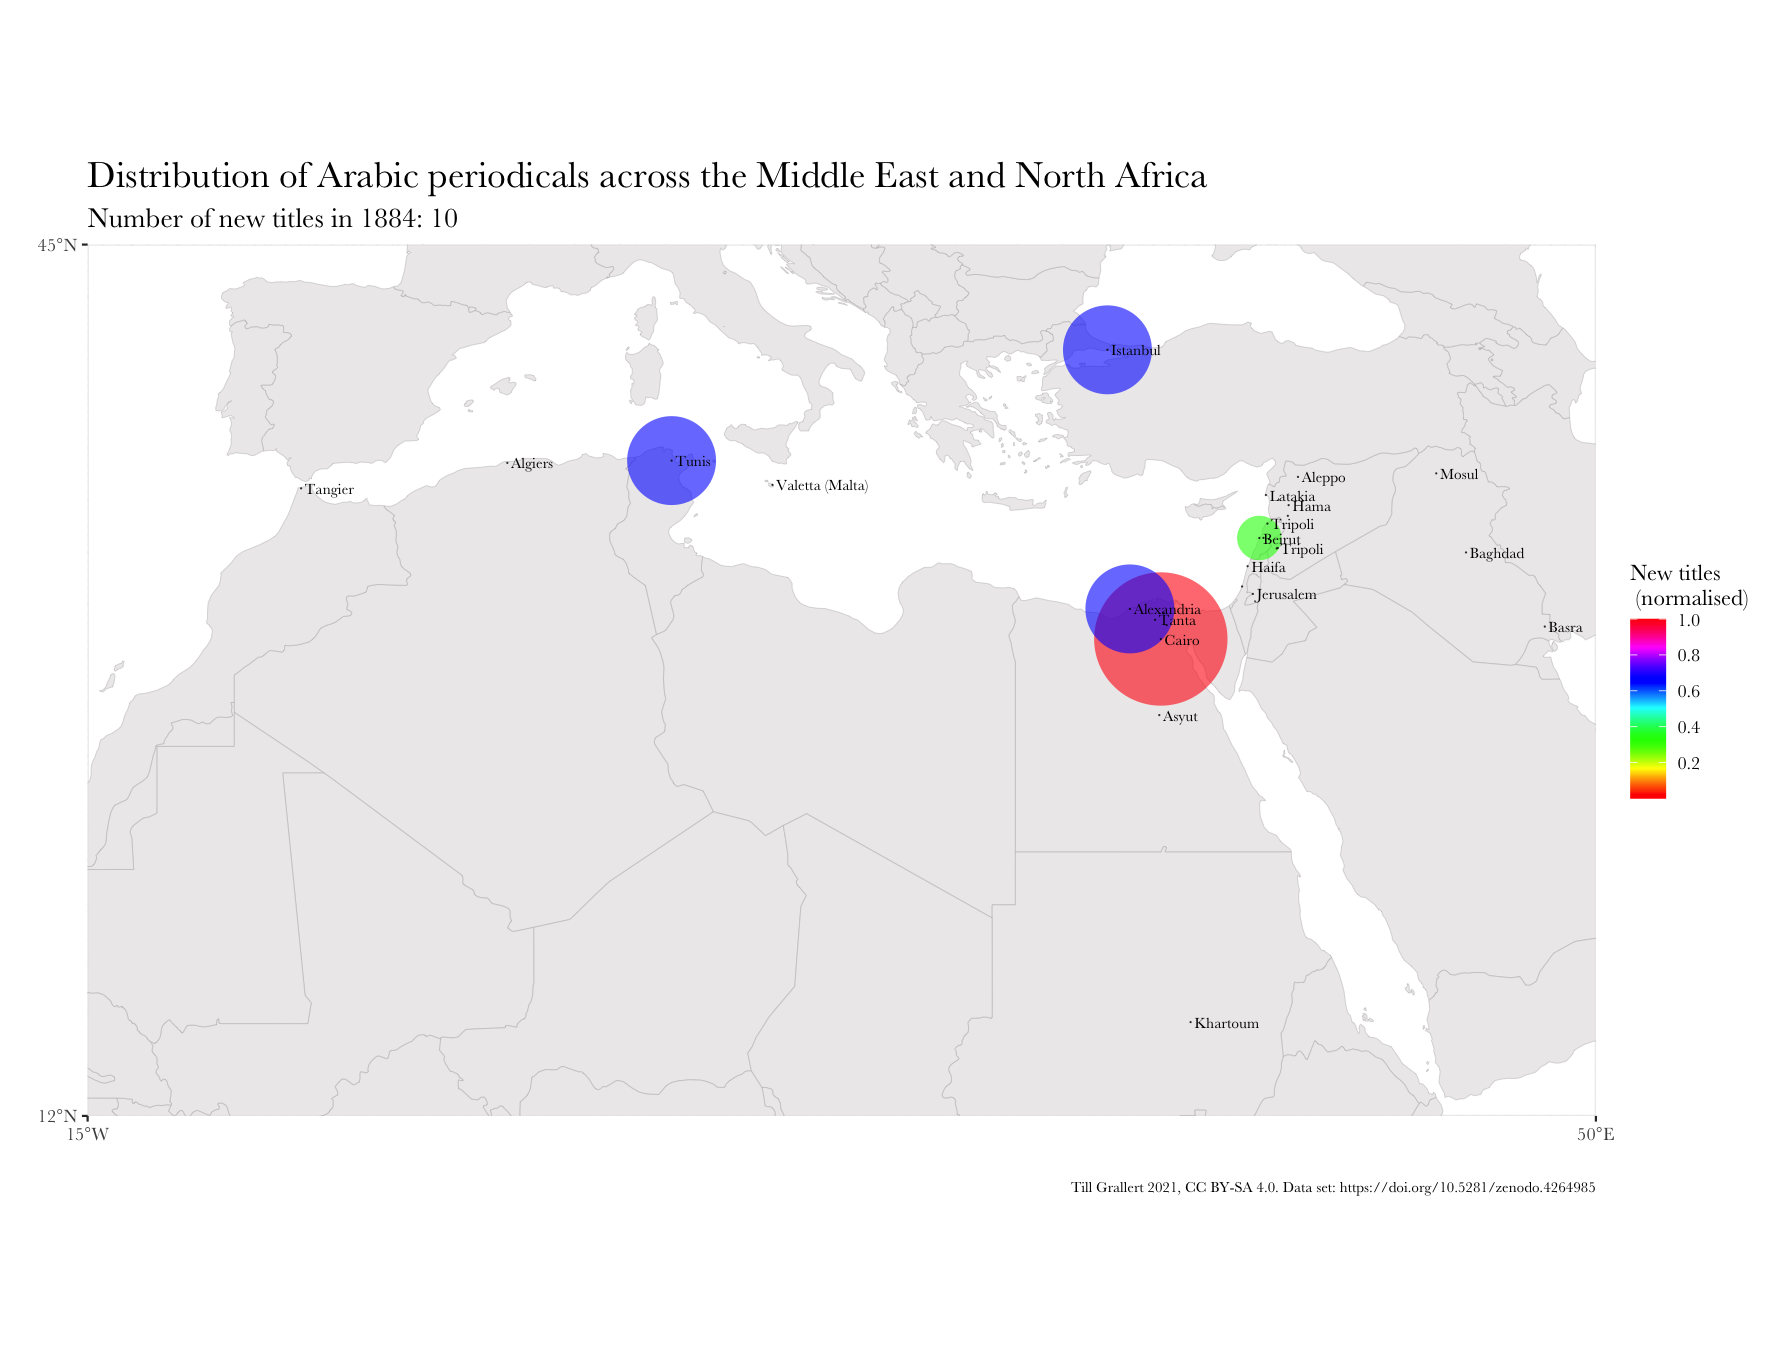 Distribution of Arabic periodicals across the Middle East and North Africa
Number of new titles in 1884: 10
45°N
Istanbul
Algiers
Tunis
Tangier
Valetta (Malta)
Aleppo
Mosul
Latakia
Hama
Tripoli
Beirut
Tripoli
Baghdad
Haifa
Jerusalem
Alexandria
Tanta
Cairo
Basra
Asyut
Khartoum
New titles
(normalised)
1.0
0.8
0.6
0.4
0.2
12°N
15°W
50°E
Till Grallert 2021, CC BY-SA 4.0. Data set: https://doi.org/10.5281/zenodo.4264985